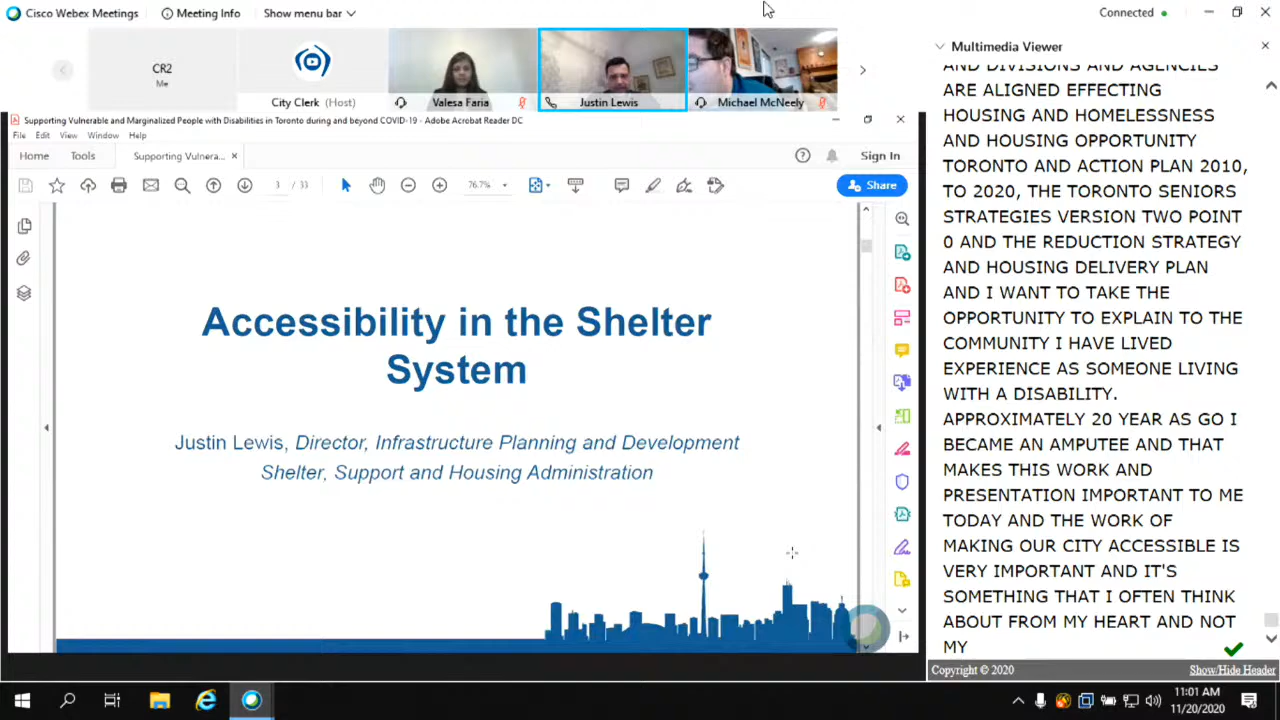 Cisco Webex Meetings
Meeting Info
Show menu bar
Connected
CR2
Me
City Clerk (Host)
Valesa Faria
Justin Lewis
Michael McNeely
Supporting Vulnerable and Marginalized People with Disabilities in Toronto during and beyond COVID-19 - Adobe Acrobat Reader DC
File Edit View Window Help
Home Tools Supporting Vulnera... Sign In
3 / 33 76.7% Share
Accessibility in the Shelter
System
Justin Lewis, Director, Infrastructure Planning and Development
Shelter, Support and Housing Administration
Multimedia Viewer
AND DIVISIONS AND AGENCIES
ARE ALIGNED EFFECTING
HOUSING AND HOMELESSNESS
AND HOUSING OPPORTUNITY
TORONTO AND ACTION PLAN 2010,
TO 2020, THE TORONTO SENIORS
STRATEGIES VERSION TWO POINT
0 AND THE REDUCTION STRATEGY
AND HOUSING DELIVERY PLAN
AND I WANT TO TAKE THE
OPPORTUNITY TO EXPLAIN TO THE
COMMUNITY I HAVE LIVED
EXPERIENCE AS SOMEONE LIVING
WITH A DISABILITY.
APPROXIMATELY 20 YEAR AS GO I
BECAME AN AMPUTEE AND THAT
MAKES THIS WORK AND
PRESENTATION IMPORTANT TO ME
TODAY AND THE WORK OF
MAKING OUR CITY ACCESSIBLE IS
VERY IMPORTANT AND IT'S
SOMETHING THAT I OFTEN THINK
ABOUT FROM MY HEART AND NOT
MY
Copyright © 2020 Show/Hide Header
11:01 AM
11/20/2020